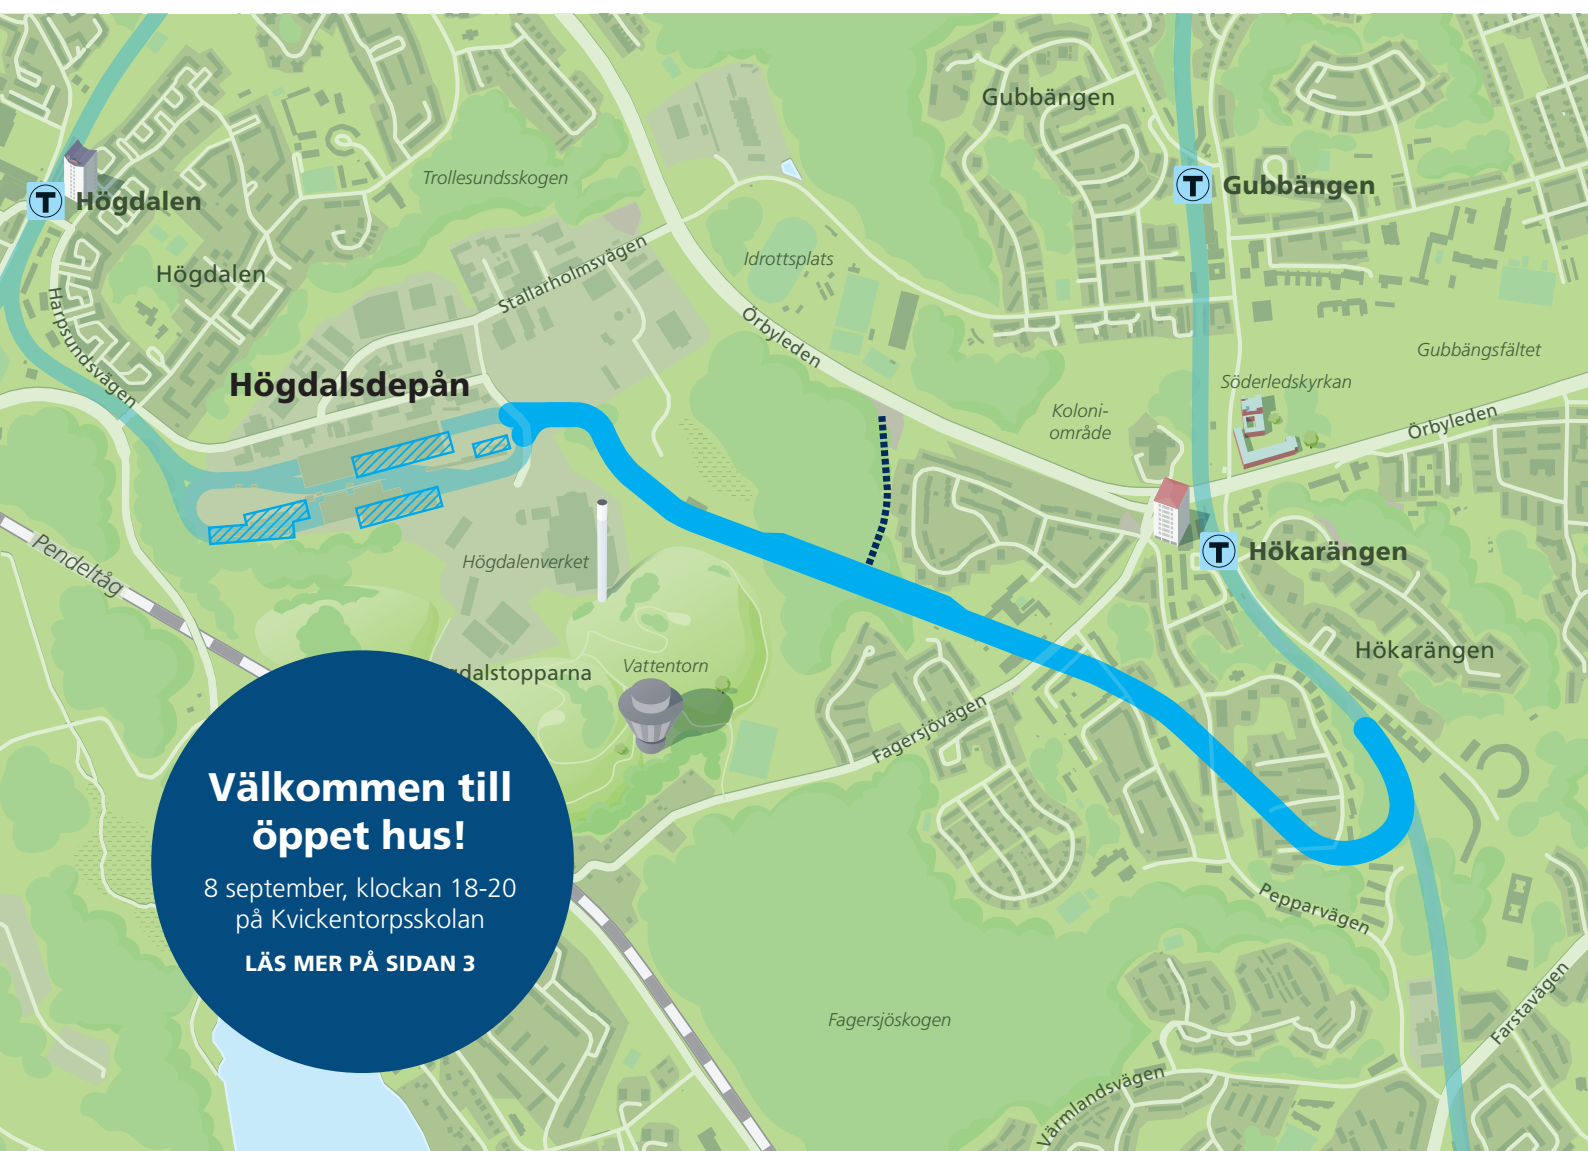 Gubbängen
Trollesundsskogen
T
Högdalen
T
Gubbängen
Högdalen
Stallarholmsvägen
Idrottsplats
Harpsundsvägen
Örbyleden
Gubbängsfältet
Högdalsdepån
Söderledskyrkan
Koloni-
område
Örbyleden
Pendeltåg
Högdalenverket
T
Hökarängen
Hökarängen
dalstopparna
Vattentorn
Fagersjövägen
Välkommen till
öppet hus!
8 september, klockan 18-20
på Kvickentorpsskolan
LÄS MER PÅ SIDAN 3
Pepparvägen
Fagersjöskogen
Farstavägen
Värmlandsvägen